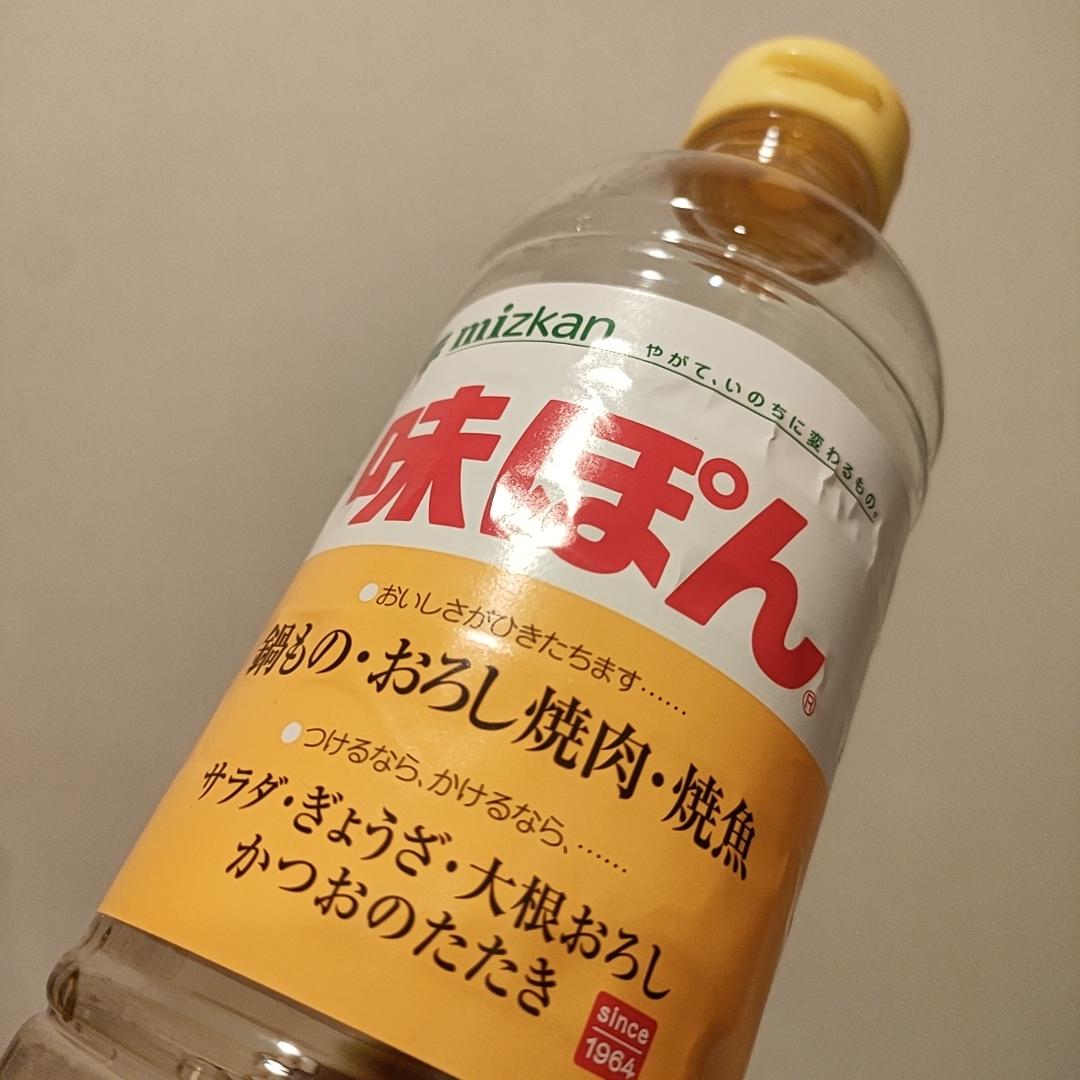 mizkan
やがて、いのちに変わるもの。
味ぽん®
●おいしさがひきたちます……
鍋もの・おろし焼肉・焼魚
●つけるなら、かけるなら、……
サラダ・ぎょうざ・大根おろし
かつおのたたき
since
1964